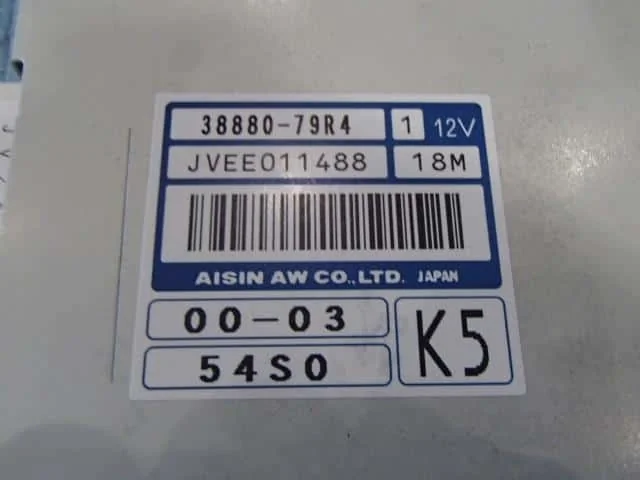 38880-79R4 1 12V
JVEE011488 18M
AISIN AW CO.,LTD. JAPAN
00-03
54S0
K5